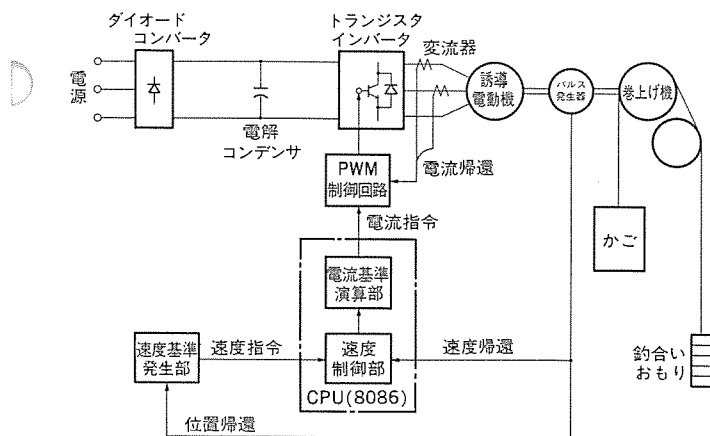 ダイオード
コンバータ
トランジスタ
インバータ
変流器
電源
電解
コンデンサ
誘導
電動機
パルス
発生器
巻上げ機
PWM
制御回路
電流帰還
電流指令
かご
電流基準
演算部
速度基準
発生部
速度指令
速度
制御部
速度帰還
釣合い
おもり
CPU(8086)
位置帰還